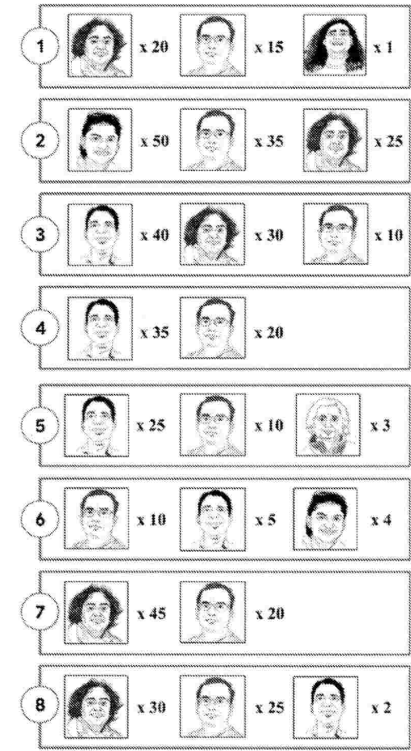 1 x 20 x 15 x 1
2 x 50 x 35 x 25
3 x 40 x 30 x 10
4 x 35 x 20
5 x 25 x 10 x 3
6 x 10 x 5 x 4
7 x 45 x 20
8 x 30 x 25 x 2